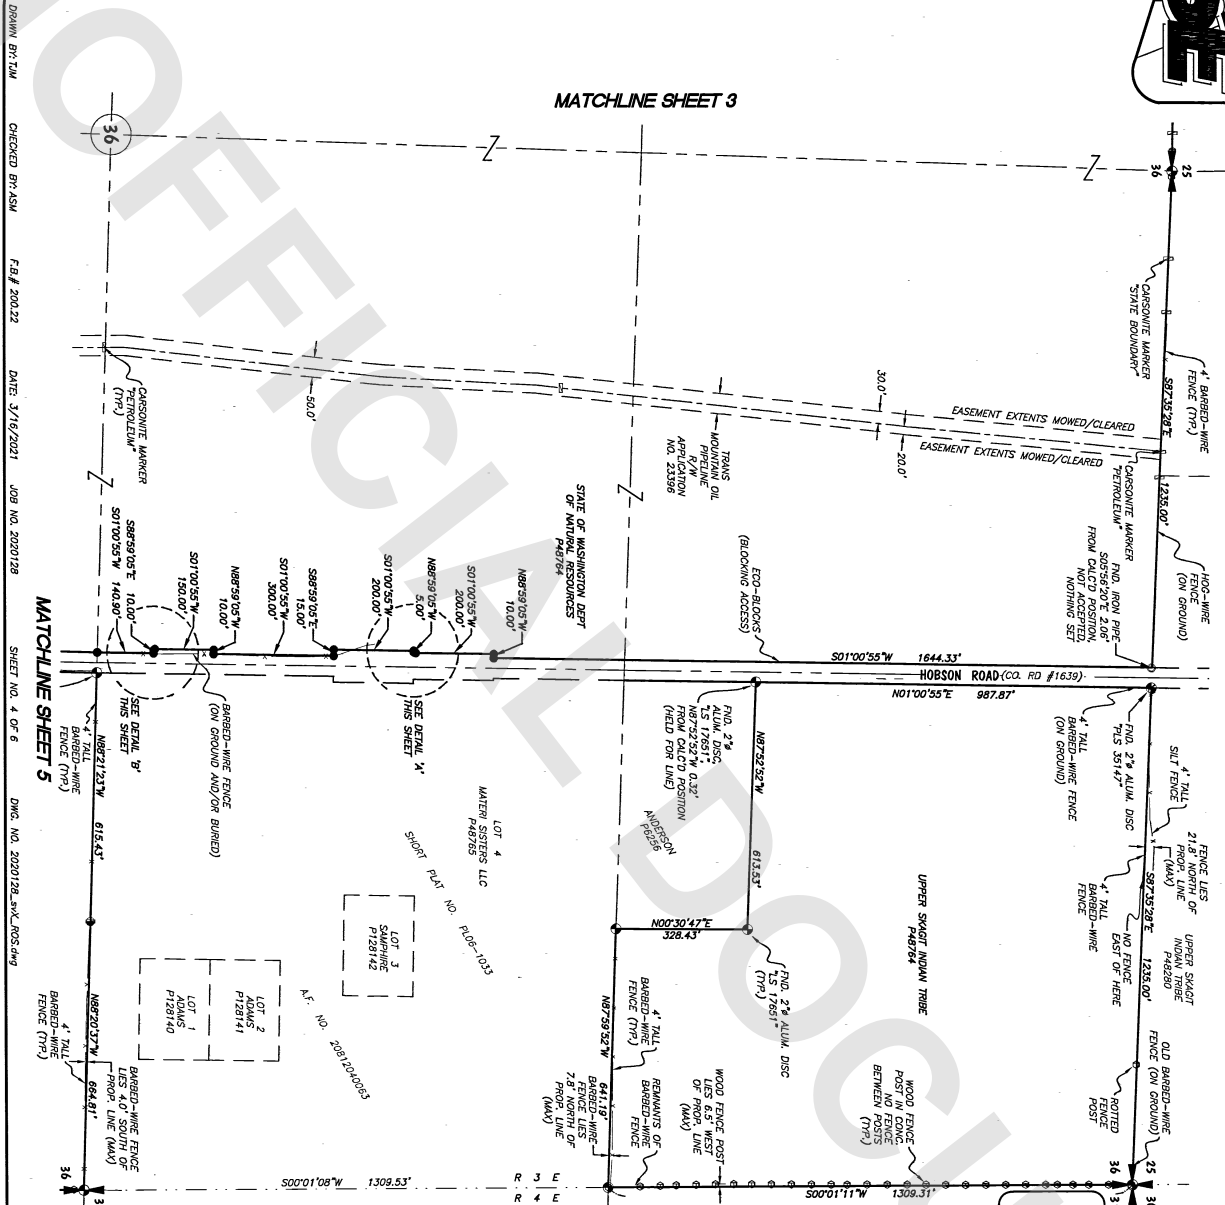 MATCHLINE SHEET 3
UNOFFICIAL DOCU
36
25
36
CARSONITE MARKER
"STATE BOUNDARY"
4' BARBED-WIRE
FENCE (TYP.)
S87°35'28"E
1235.00'
HOG-WIRE
FENCE
(ON GROUND)
EASEMENT EXTENTS MOWED/CLEARED
EASEMENT EXTENTS MOWED/CLEARED
30.0'
20.0'
50.0'
CARSONITE MARKER
"PETROLEUM"
CARSONITE MARKER
"PETROLEUM"
(TYP.)
TRANS
MOUNTAIN OIL
PIPELINE
R/W
APPLICATION
NO. 23396
FND. IRON PIPE
S05°56'20"E 2.06'
FROM CALC'D POSITION,
NOT ACCEPTED,
NOTHING SET
STATE OF WASHINGTON DEPT
OF NATURAL RESOURCES
P48764
ECO-BLOCKS
(BLOCKING ACCESS)
S01°00'55"W 1644.33'
HOBSON ROAD (CO. RD #1639)
N01°00'55"E 987.87'
N88°59'05"W
10.00'
S01°00'55"W
200.00'
N88°59'05"W
5.00'
S01°00'55"W
200.00'
S88°59'05"E
15.00'
S01°00'55"W
300.00'
N88°59'05"W
10.00'
S01°00'55"W
150.00'
S88°59'05"E 10.00'
S01°00'55"W 140.90'
MATCHLINE SHEET 5
SEE DETAIL 'A'
THIS SHEET
SEE DETAIL 'B'
THIS SHEET
BARBED-WIRE FENCE
(ON GROUND AND/OR BURIED)
4' TALL
BARBED-WIRE
FENCE (TYP.)
N88°21'23"W
615.43'
FND. 2"ø
ALUM. DISC,
"LS 17651",
N87°52'52"W 0.32'
FROM CALC'D POSITION
(HELD FOR LINE)
N87°52'52"W
613.53'
ANDERSON
P6256
N00°30'47"E
328.43'
FND. 2"ø ALUM. DISC
"LS 17651"
(TYP.)
FND. 2"ø ALUM. DISC
"PLS 35147"
4' TALL
BARBED-WIRE FENCE
(ON GROUND)
4' TALL
SILT FENCE
FENCE LIES
21.8' NORTH OF
PROP. LINE
(MAX)
S87°35'28"E
1235.00'
4' TALL
BARBED-WIRE
FENCE
NO FENCE
EAST OF HERE
UPPER SKAGIT
INDIAN TRIBE
P48280
OLD BARBED-WIRE
FENCE (ON GROUND)
ROTTED
FENCE
POST
UPPER SKAGIT INDIAN TRIBE
P48764
LOT 4
MATERI SISTERS LLC
P48765
SHORT PLAT NO. PL06-1033
A.F. NO. 20812040063
LOT 3
SAMPHIRE
P128142
LOT 2
ADAMS
P128141
LOT 1
ADAMS
P128140
N88°20'37"W
664.81'
4' TALL
BARBED-WIRE
FENCE (TYP.)
BARBED-WIRE FENCE
LIES 4.0' SOUTH OF
PROP. LINE (MAX)
N87°59'52"W
641.19'
4' TALL
BARBED-WIRE
FENCE (TYP.)
BARBED-WIRE
FENCE LIES
7.8' NORTH OF
PROP. LINE
(MAX)
REMNANTS OF
BARBED-WIRE
FENCE
WOOD FENCE POST
LIES 6.5' WEST
OF PROP. LINE
(MAX)
WOOD FENCE
POST IN CONC.
NO FENCE
BETWEEN POSTS
(TYP.)
S00°01'08"W 1309.53'
R 3 E
R 4 E
S00°01'11"W 1309.31'
36
25
36
DRAWN BY: TJM
CHECKED BY: ASM
F.B.# 200.22
DATE: 3/16/2021
JOB NO. 2020128
SHEET NO. 4 OF 6
DWG. NO. 2020128_svX_ROS.dwg